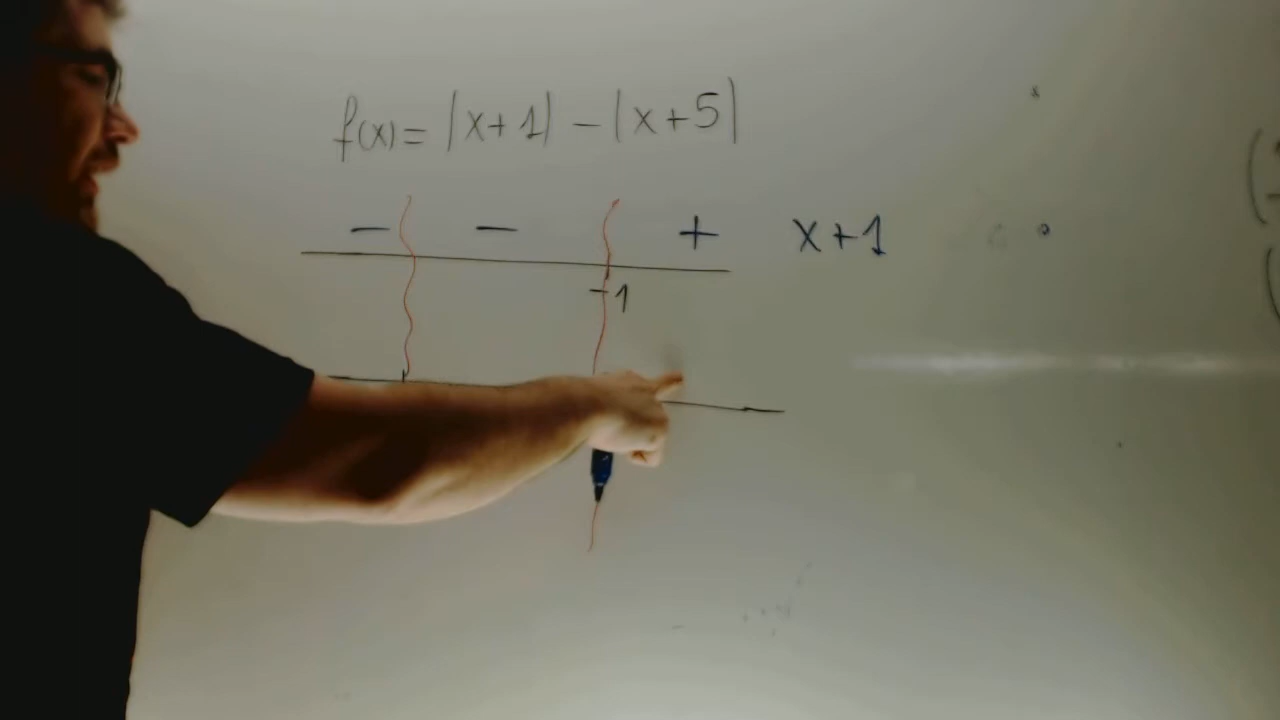 f(x) = |x+1| - |x+5|
- - + x+1
-1